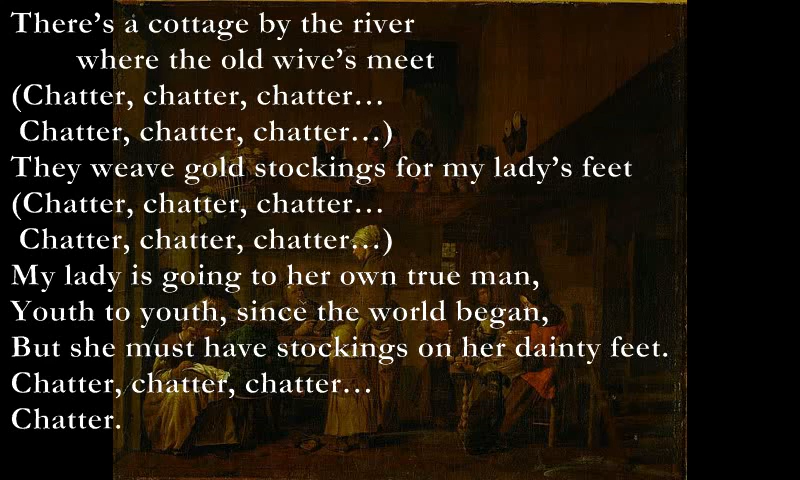 There’s a cottage by the river
where the old wive’s meet
(Chatter, chatter, chatter…
Chatter, chatter, chatter…)
They weave gold stockings for my lady’s feet
(Chatter, chatter, chatter…
Chatter, chatter, chatter…)
My lady is going to her own true man,
Youth to youth, since the world began,
But she must have stockings on her dainty feet.
Chatter, chatter, chatter…
Chatter.